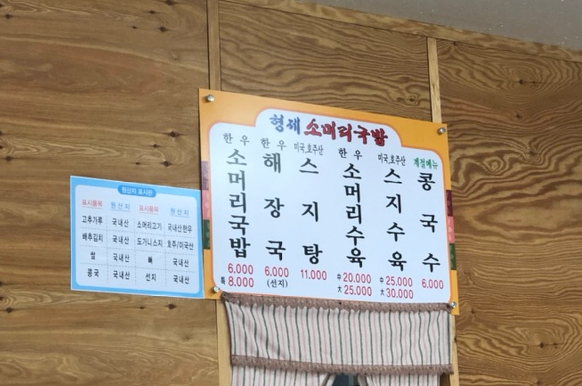 형제 소머리국밥
한우 소머리국밥 6.000 특 8.000
한우 해장국 6.000 (선지)
미국,호주산 스지탕 11.000
한우 소머리수육 中 20.000 大 25.000
미국,호주산 스지수육 中 25.000 大 30.000
계절메뉴 콩국수 6.000
원산지 표시판
표시품목 원산지 표시품목 원산지
고추가루 국내산 소머리고기 국내산한우
배추김치 국내산 도가니스지 호주/미국산
쌀 국내산 뼈 국내산
콩국 국내산 선지 국내산